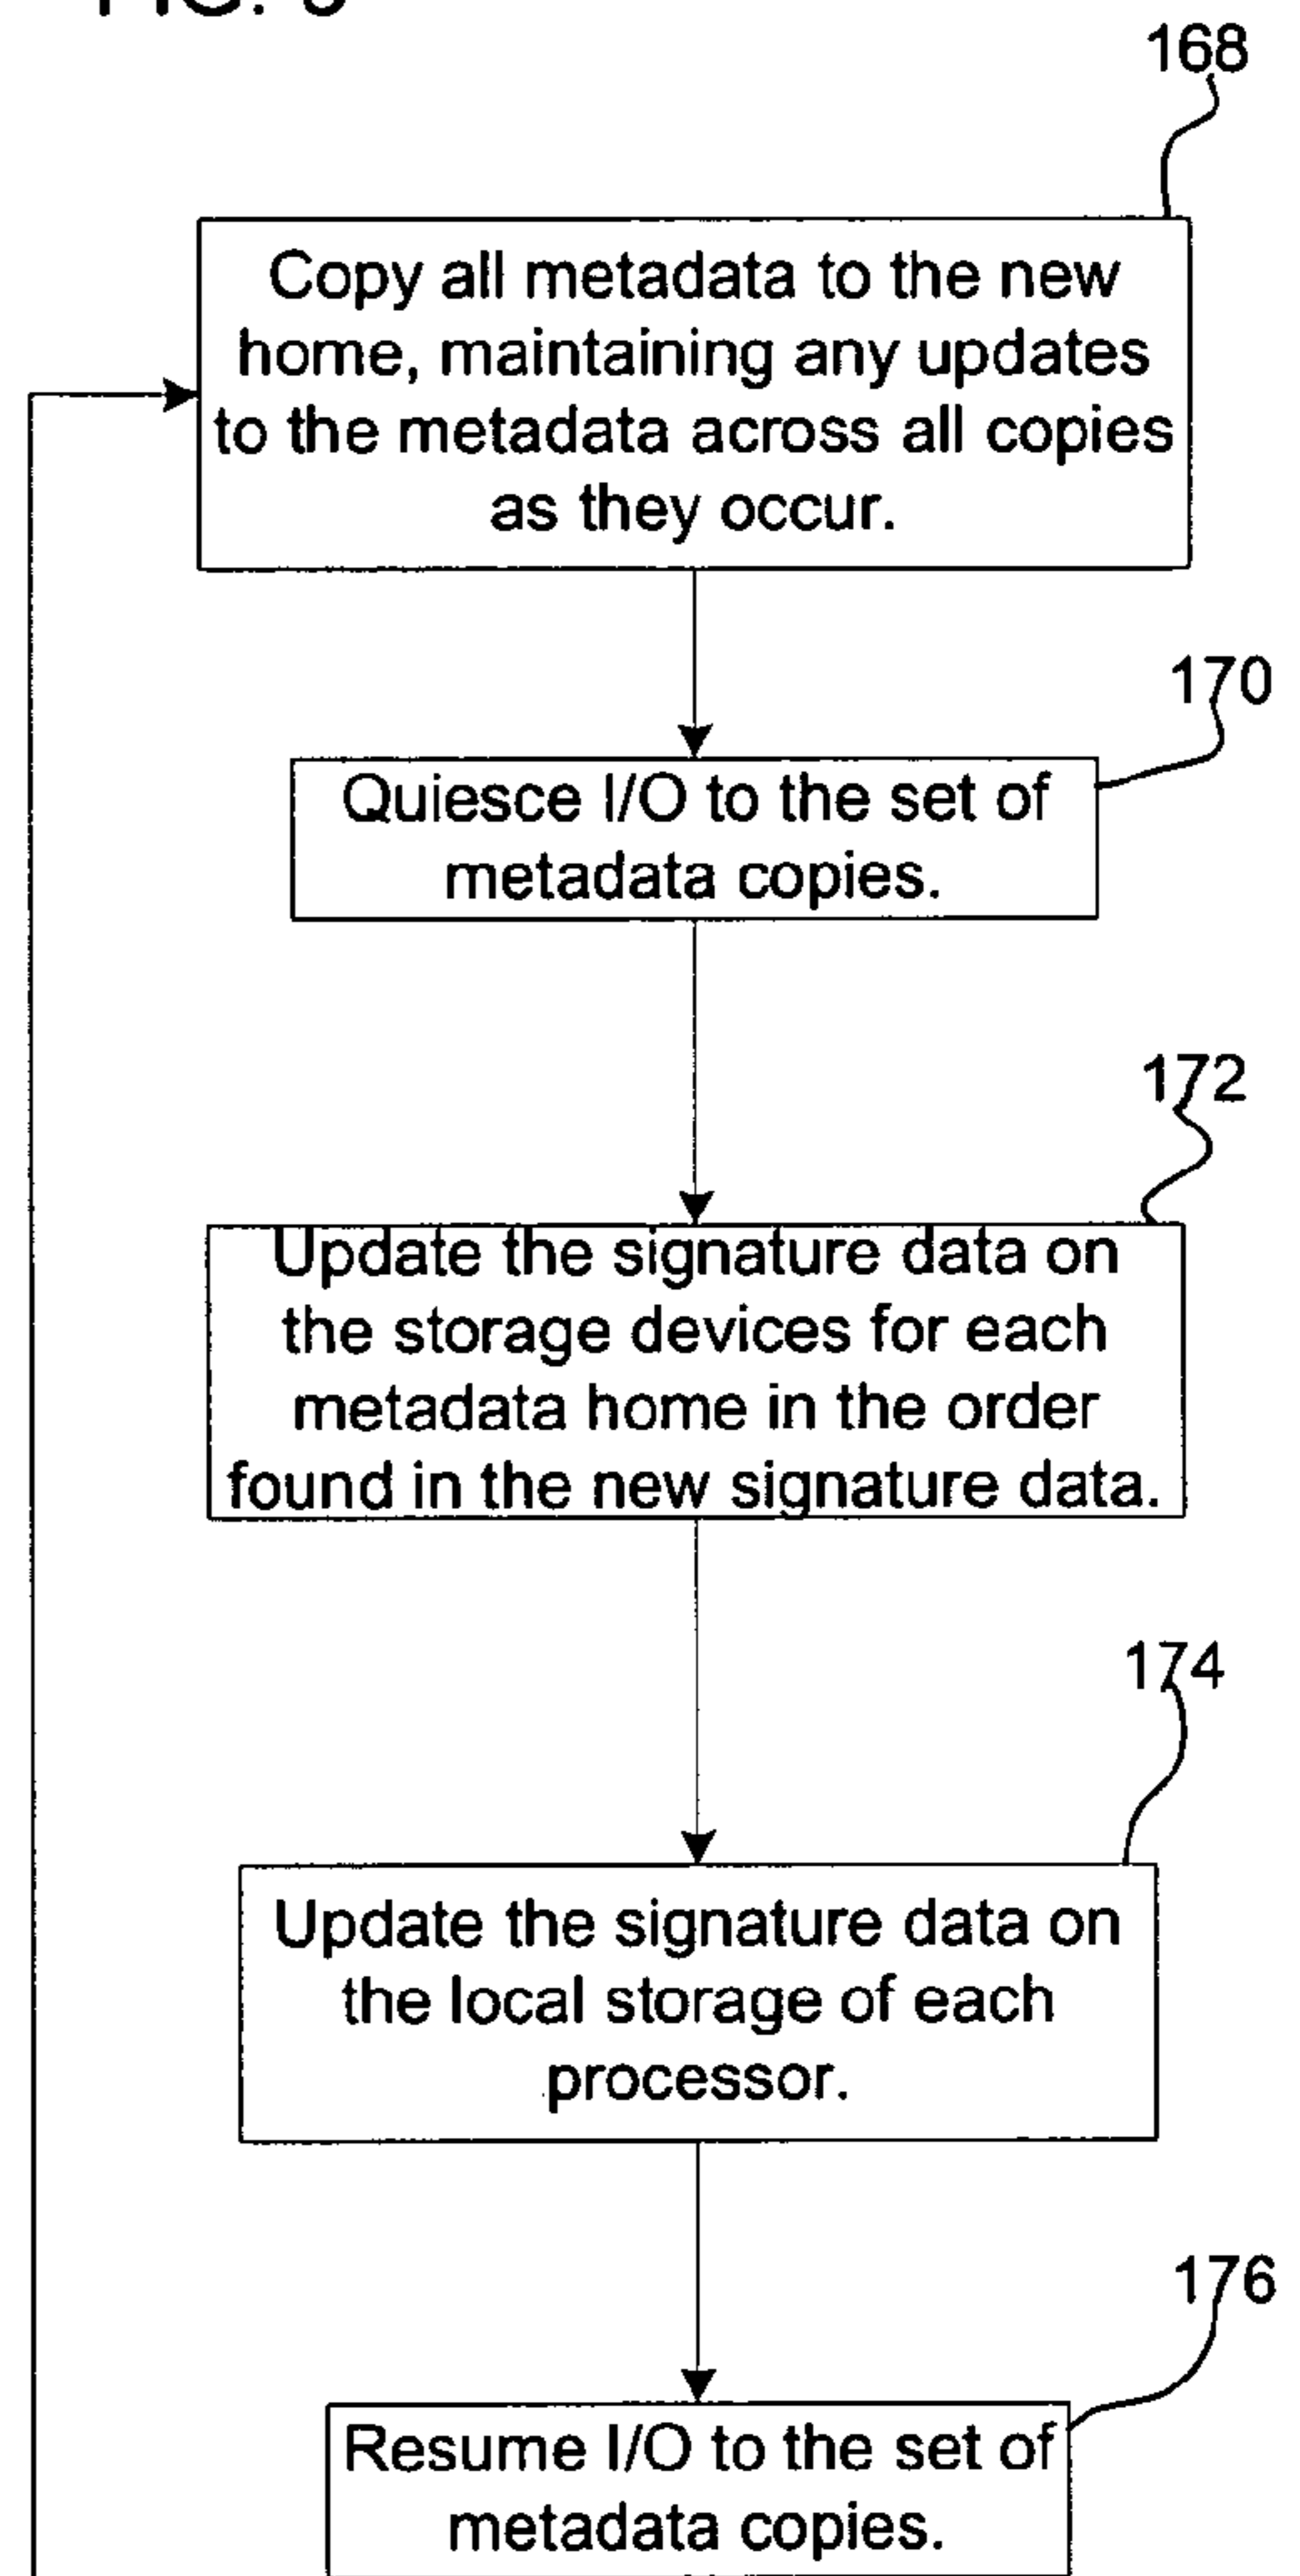 FIG.
168
Copy all metadata to the new
home, maintaining any updates
to the metadata across all copies
as they occur.
170
Quiesce I/O to the set of
metadata copies.
172
Update the signature data on
the storage devices for each
metadata home in the order
found in the new signature data.
174
Update the signature data on
the local storage of each
processor.
176
Resume I/O to the set of
metadata copies.